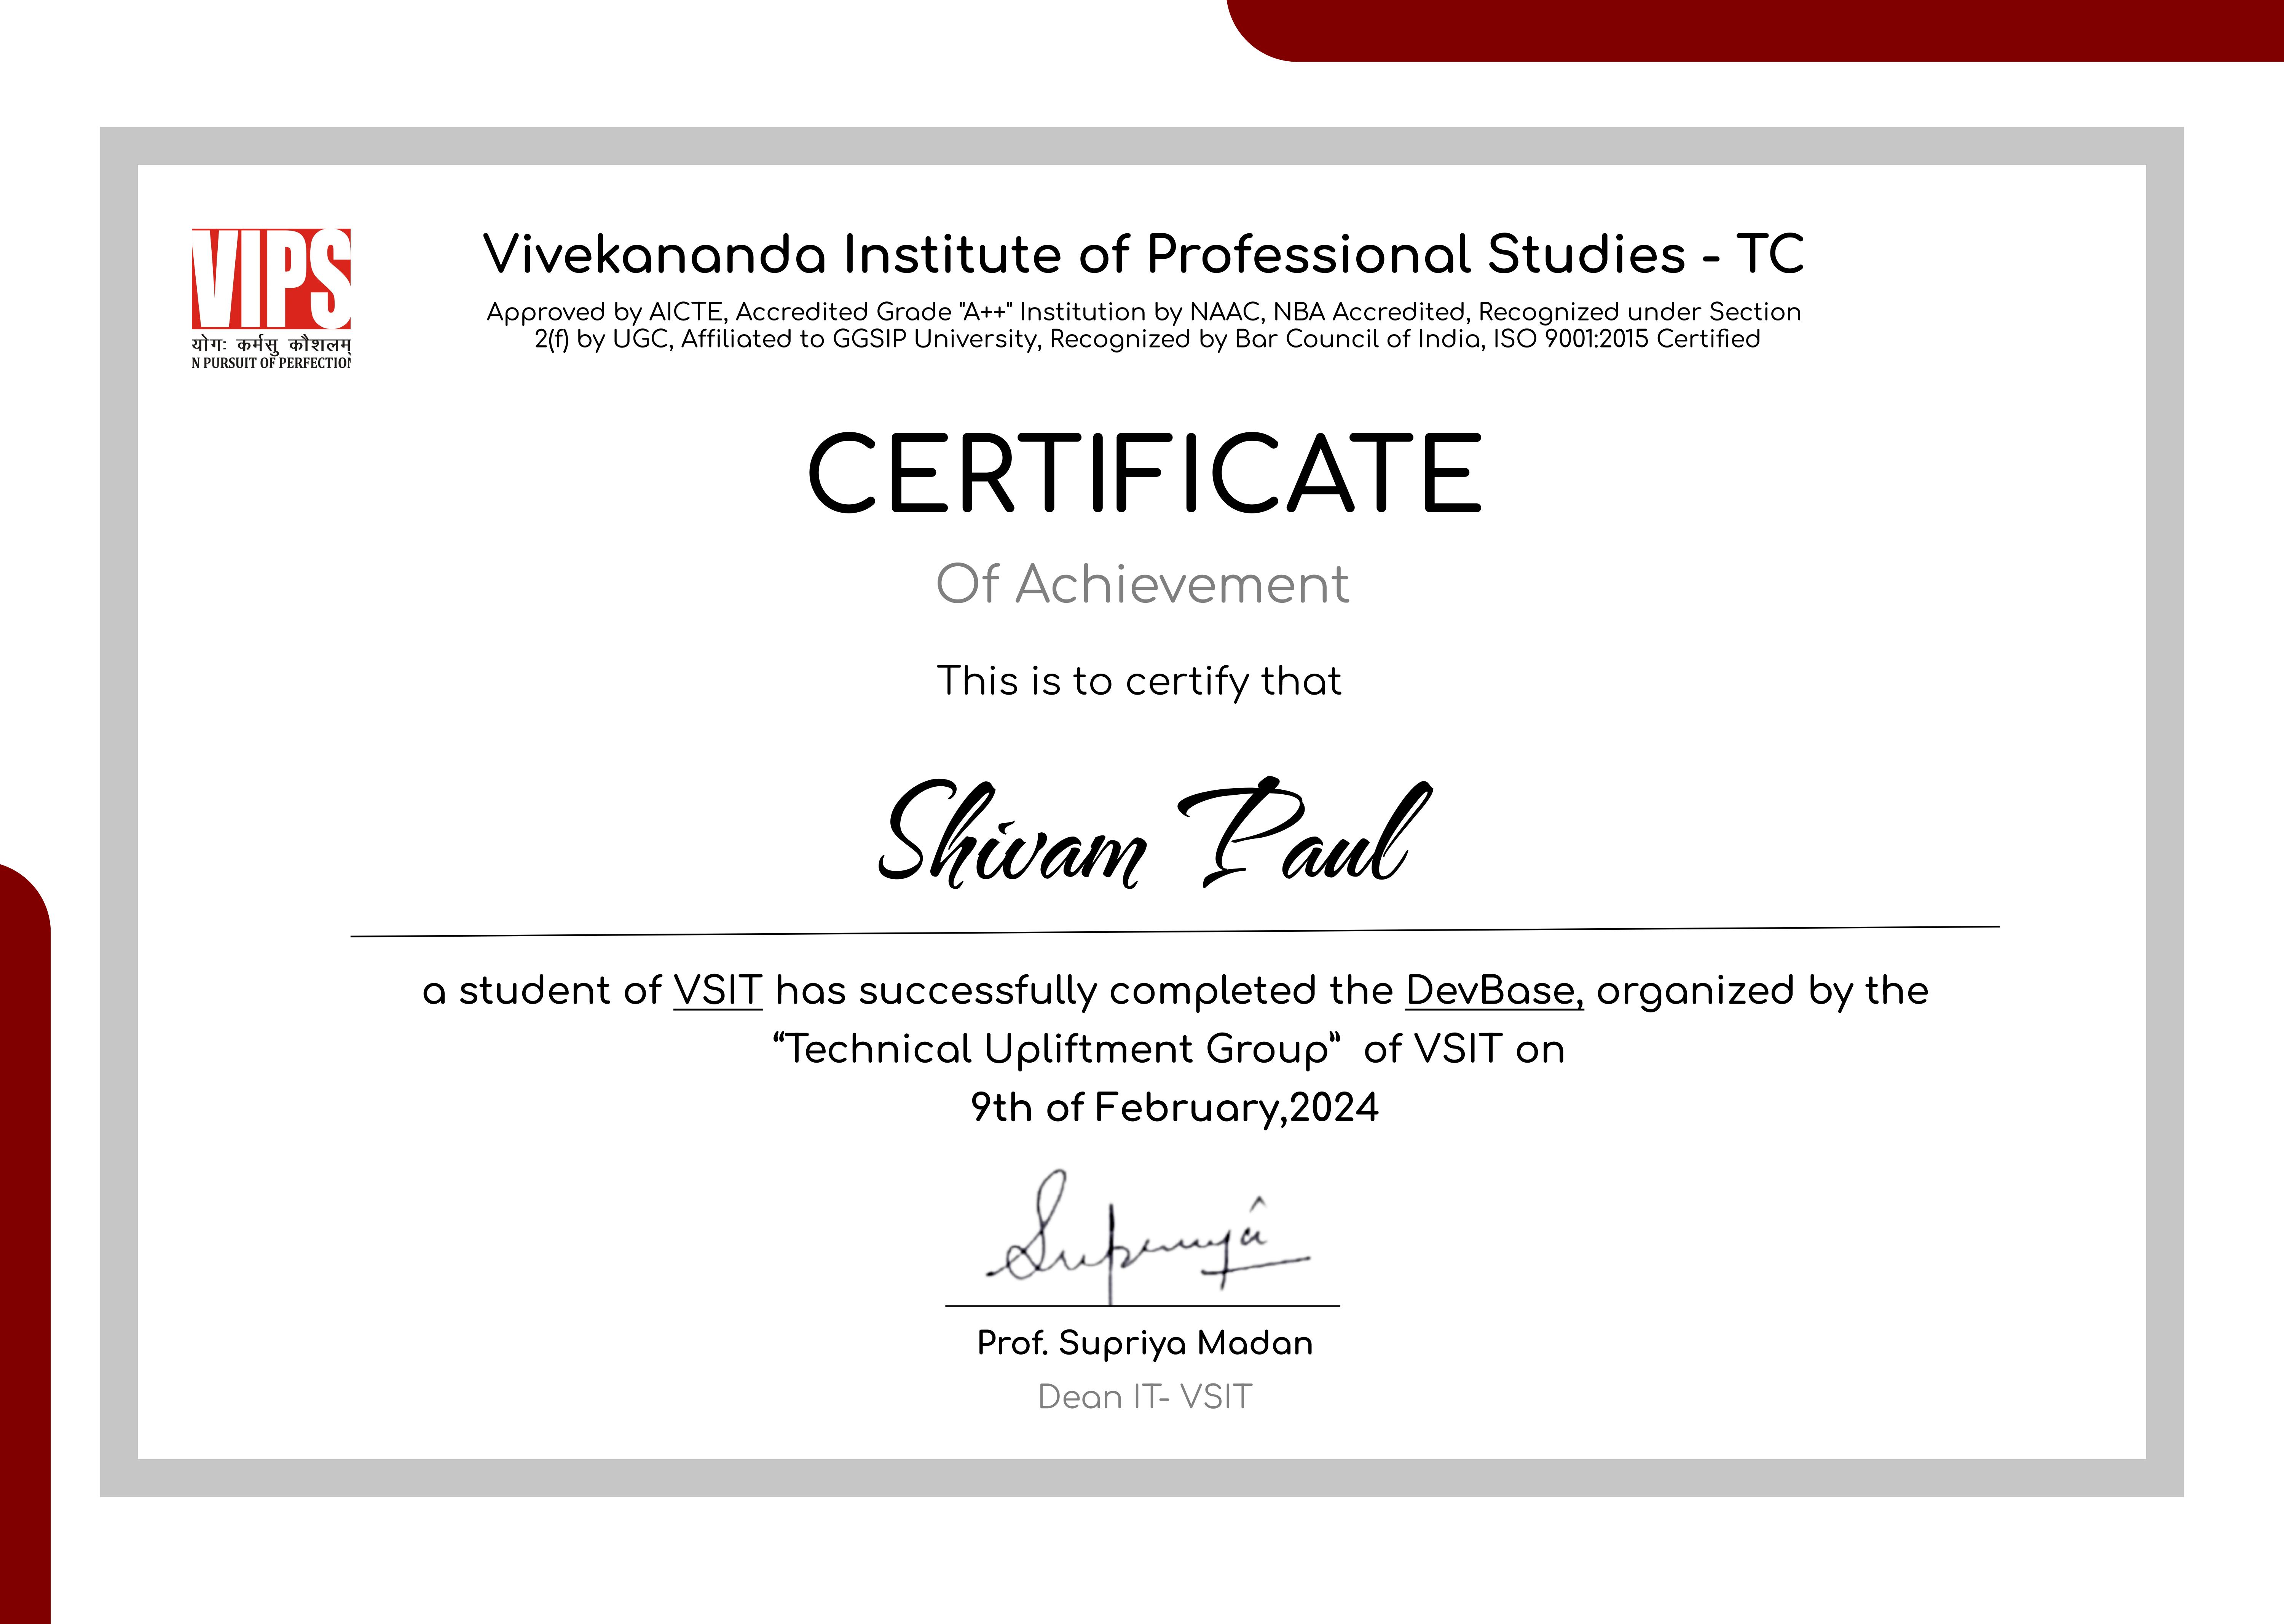 VIPS
योगः कर्मसु कौशलम्
N PURSUIT OF PERFECTION
Vivekananda Institute of Professional Studies - TC
Approved by AICTE, Accredited Grade "A++" Institution by NAAC, NBA Accredited, Recognized under Section
2(f) by UGC, Affiliated to GGSIP University, Recognized by Bar Council of India, ISO 9001:2015 Certified
CERTIFICATE
Of Achievement
This is to certify that
Shivam Paul
a student of VSIT has successfully completed the DevBase, organized by the
“Technical Upliftment Group” of VSIT on
9th of February,2024
Supriya
Prof. Supriya Madan
Dean IT- VSIT